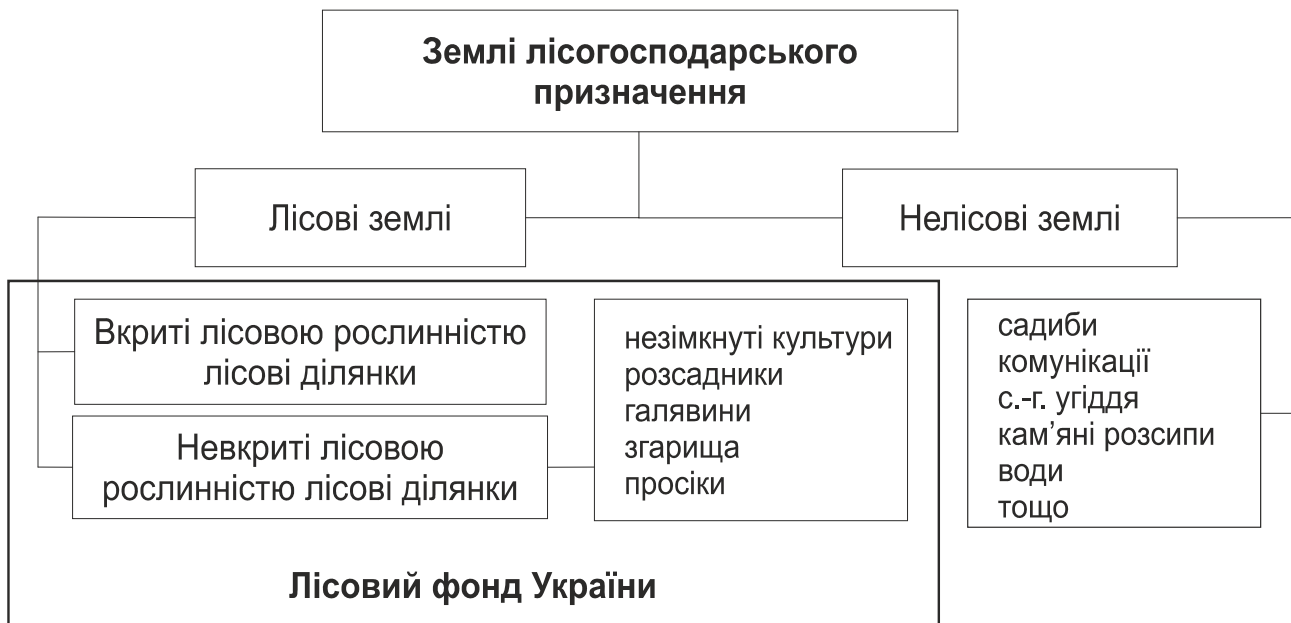 Землі лісогосподарського
призначення
Лісові землі
Нелісові землі
Вкриті лісовою рослинністю
лісові ділянки
Невкриті лісовою
рослинністю лісові ділянки
незімкнуті культури
розсадники
галявини
згарища
просіки
садиби
комунікації
с.-г. угіддя
кам’яні розсипи
води
тощо
Лісовий фонд України